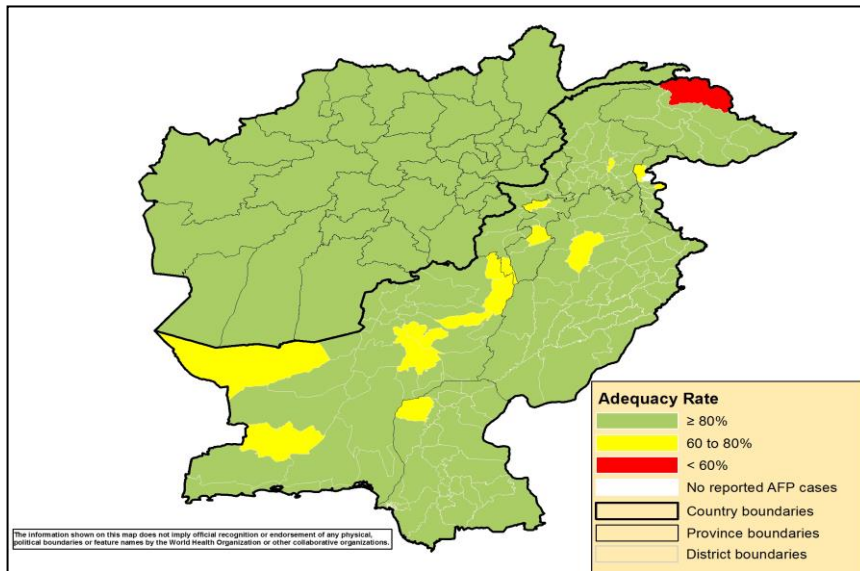 Adequacy Rate
≥ 80%
60 to 80%
< 60%
No reported AFP cases
Country boundaries
Province boundaries
District boundaries
The information shown on this map does not imply official recognition or endorsement of any physical,
political boundaries or feature names by the World Health Organization or other collaborative organizations.